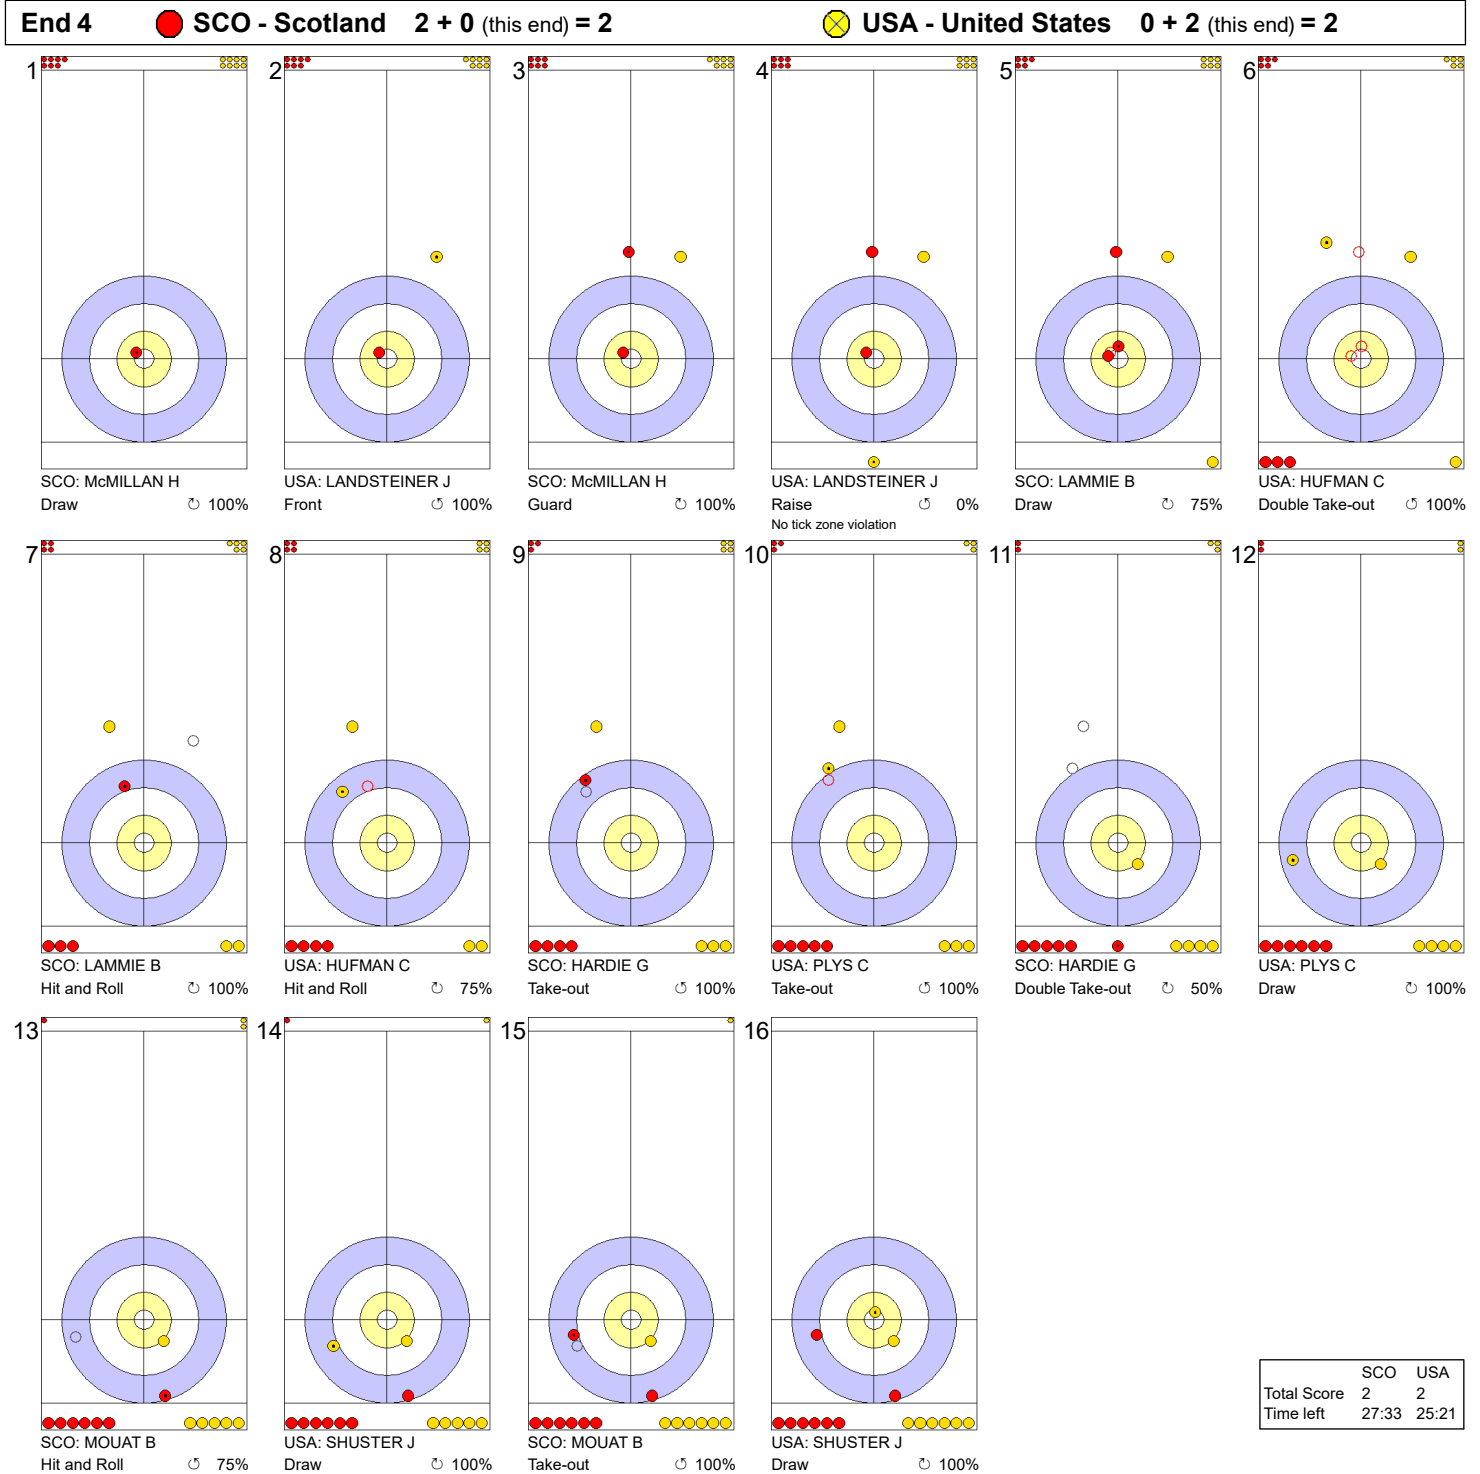 End 4 SCO - Scotland 2 + 0 (this end) = 2 USA - United States 0 + 2 (this end) = 2
1 2 3 4 5 6
SCO: McMILLAN H USA: LANDSTEINER J SCO: McMILLAN H USA: LANDSTEINER J SCO: LAMMIE B USA: HUFMAN C
Draw ↻ 100% Front ↻ 100% Guard ↻ 100% Raise ↺ 0% Draw ↻ 75% Double Take-out ↺ 100%
No tick zone violation
7 8 9 10 11 12
SCO: LAMMIE B USA: HUFMAN C SCO: HARDIE G USA: PLYS C SCO: HARDIE G USA: PLYS C
Hit and Roll ↻ 100% Hit and Roll ↻ 75% Take-out ↻ 100% Take-out ↻ 100% Double Take-out ↻ 50% Draw ↻ 100%
13 14 15 16
SCO USA
Total Score 2 2
Time left 27:33 25:21
SCO: MOUAT B USA: SHUSTER J SCO: MOUAT B USA: SHUSTER J
Hit and Roll ↺ 75% Draw ↺ 100% Take-out ↺ 100% Draw ↺ 100%